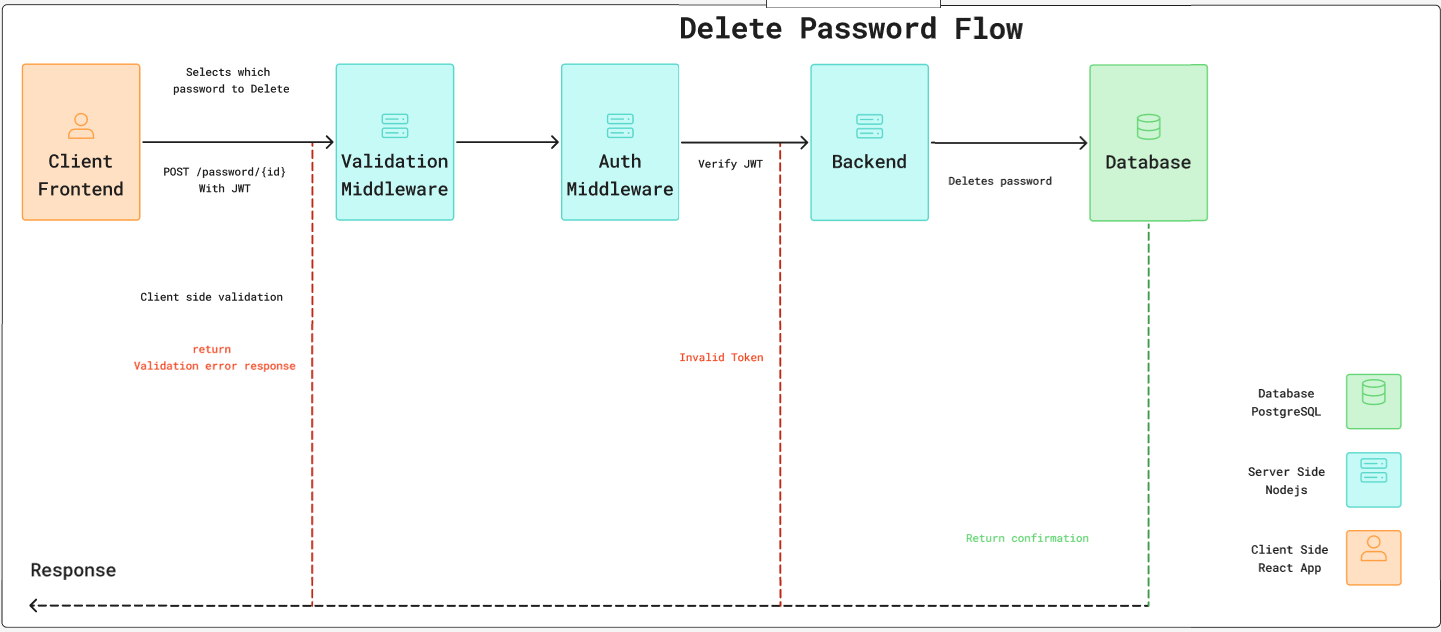 Delete Password Flow
Selects which
password to Delete
Client
Frontend
POST /password/{id}
With JWT
Validation
Middleware
Auth
Middleware
Verify JWT
Backend
Deletes password
Database
Client side validation
return
Validation error response
Invalid Token
Database
PostgreSQL
Server Side
Nodejs
Return confirmation
Client Side
React App
Response